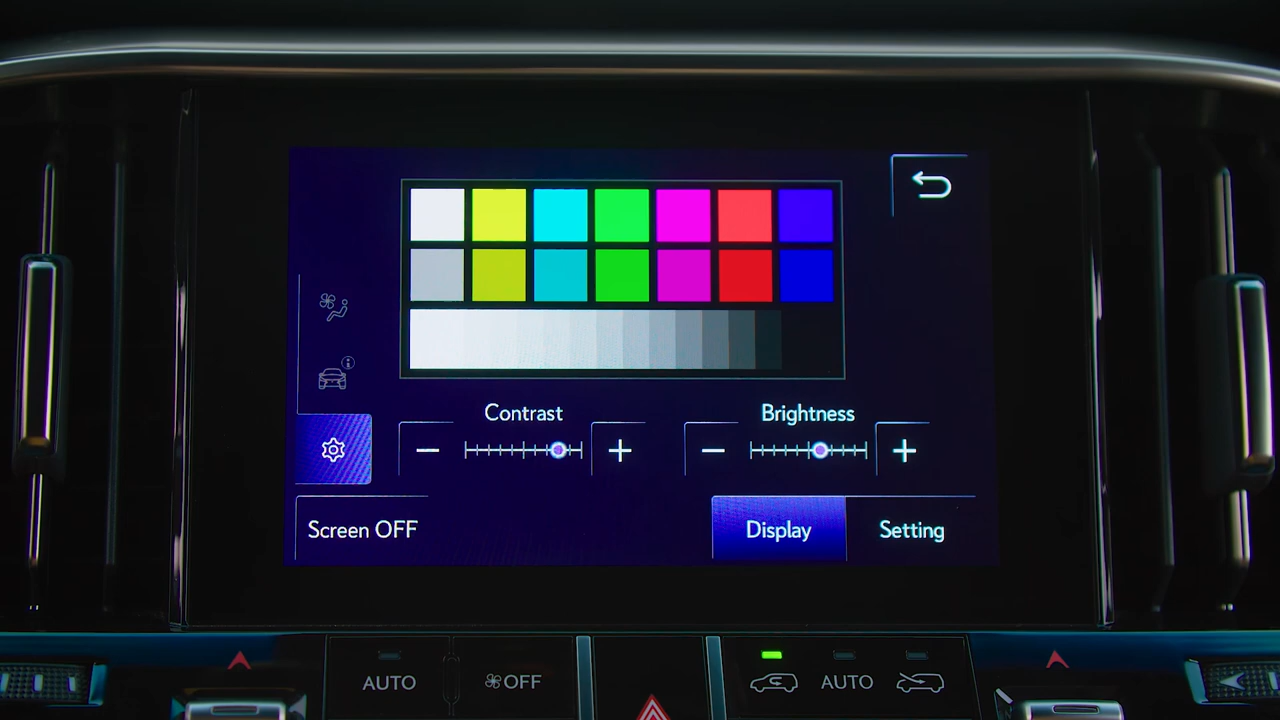 Contrast
Brightness
Screen OFF
Display
Setting
AUTO
OFF
AUTO